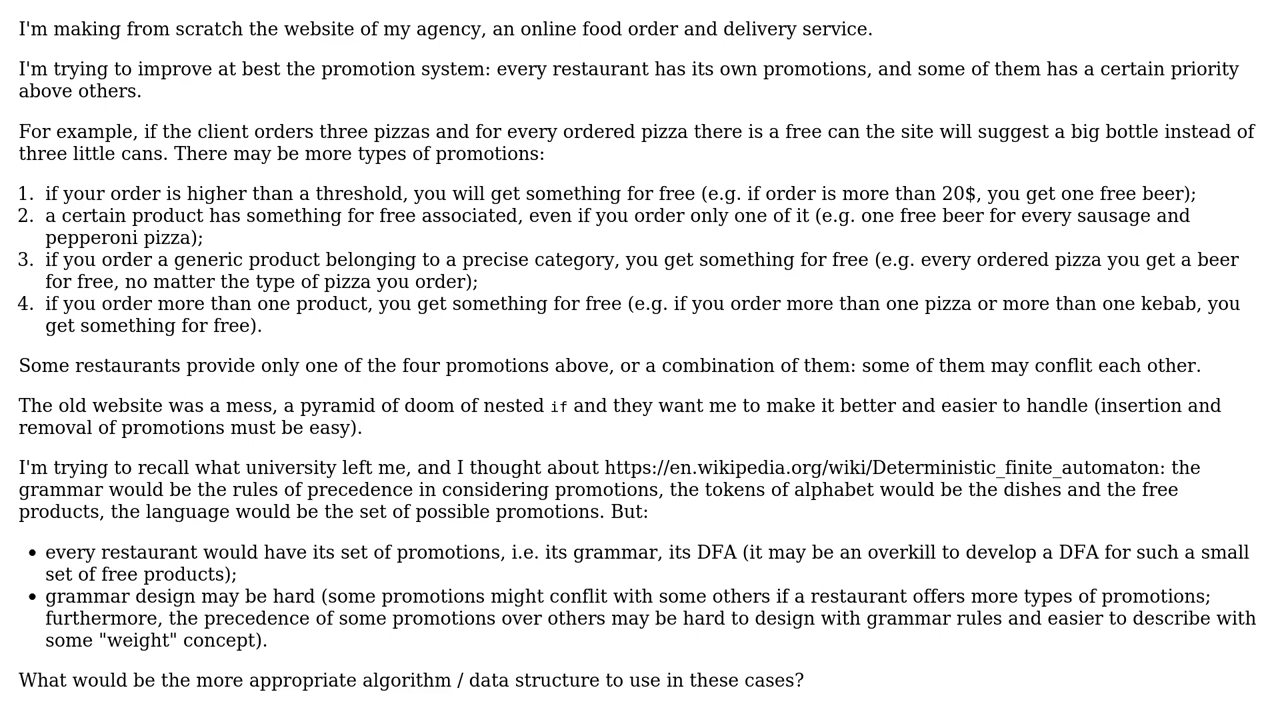 I'm making from scratch the website of my agency, an online food order and delivery service.
I'm trying to improve at best the promotion system: every restaurant has its own promotions, and some of them has a certain priority
above others.
For example, if the client orders three pizzas and for every ordered pizza there is a free can the site will suggest a big bottle instead of
three little cans. There may be more types of promotions:
1. if your order is higher than a threshold, you will get something for free (e.g. if order is more than 20$, you get one free beer);
2. a certain product has something for free associated, even if you order only one of it (e.g. one free beer for every sausage and
pepperoni pizza);
3. if you order a generic product belonging to a precise category, you get something for free (e.g. every ordered pizza you get a beer
for free, no matter the type of pizza you order);
4. if you order more than one product, you get something for free (e.g. if you order more than one pizza or more than one kebab, you
get something for free).
Some restaurants provide only one of the four promotions above, or a combination of them: some of them may conflit each other.
The old website was a mess, a pyramid of doom of nested if and they want me to make it better and easier to handle (insertion and
removal of promotions must be easy).
I'm trying to recall what university left me, and I thought about https://en.wikipedia.org/wiki/Deterministic_finite_automaton: the
grammar would be the rules of precedence in considering promotions, the tokens of alphabet would be the dishes and the free
products, the language would be the set of possible promotions. But:
• every restaurant would have its set of promotions, i.e. its grammar, its DFA (it may be an overkill to develop a DFA for such a small
set of free products);
• grammar design may be hard (some promotions might conflit with some others if a restaurant offers more types of promotions;
furthermore, the precedence of some promotions over others may be hard to design with grammar rules and easier to describe with
some "weight" concept).
What would be the more appropriate algorithm / data structure to use in these cases?